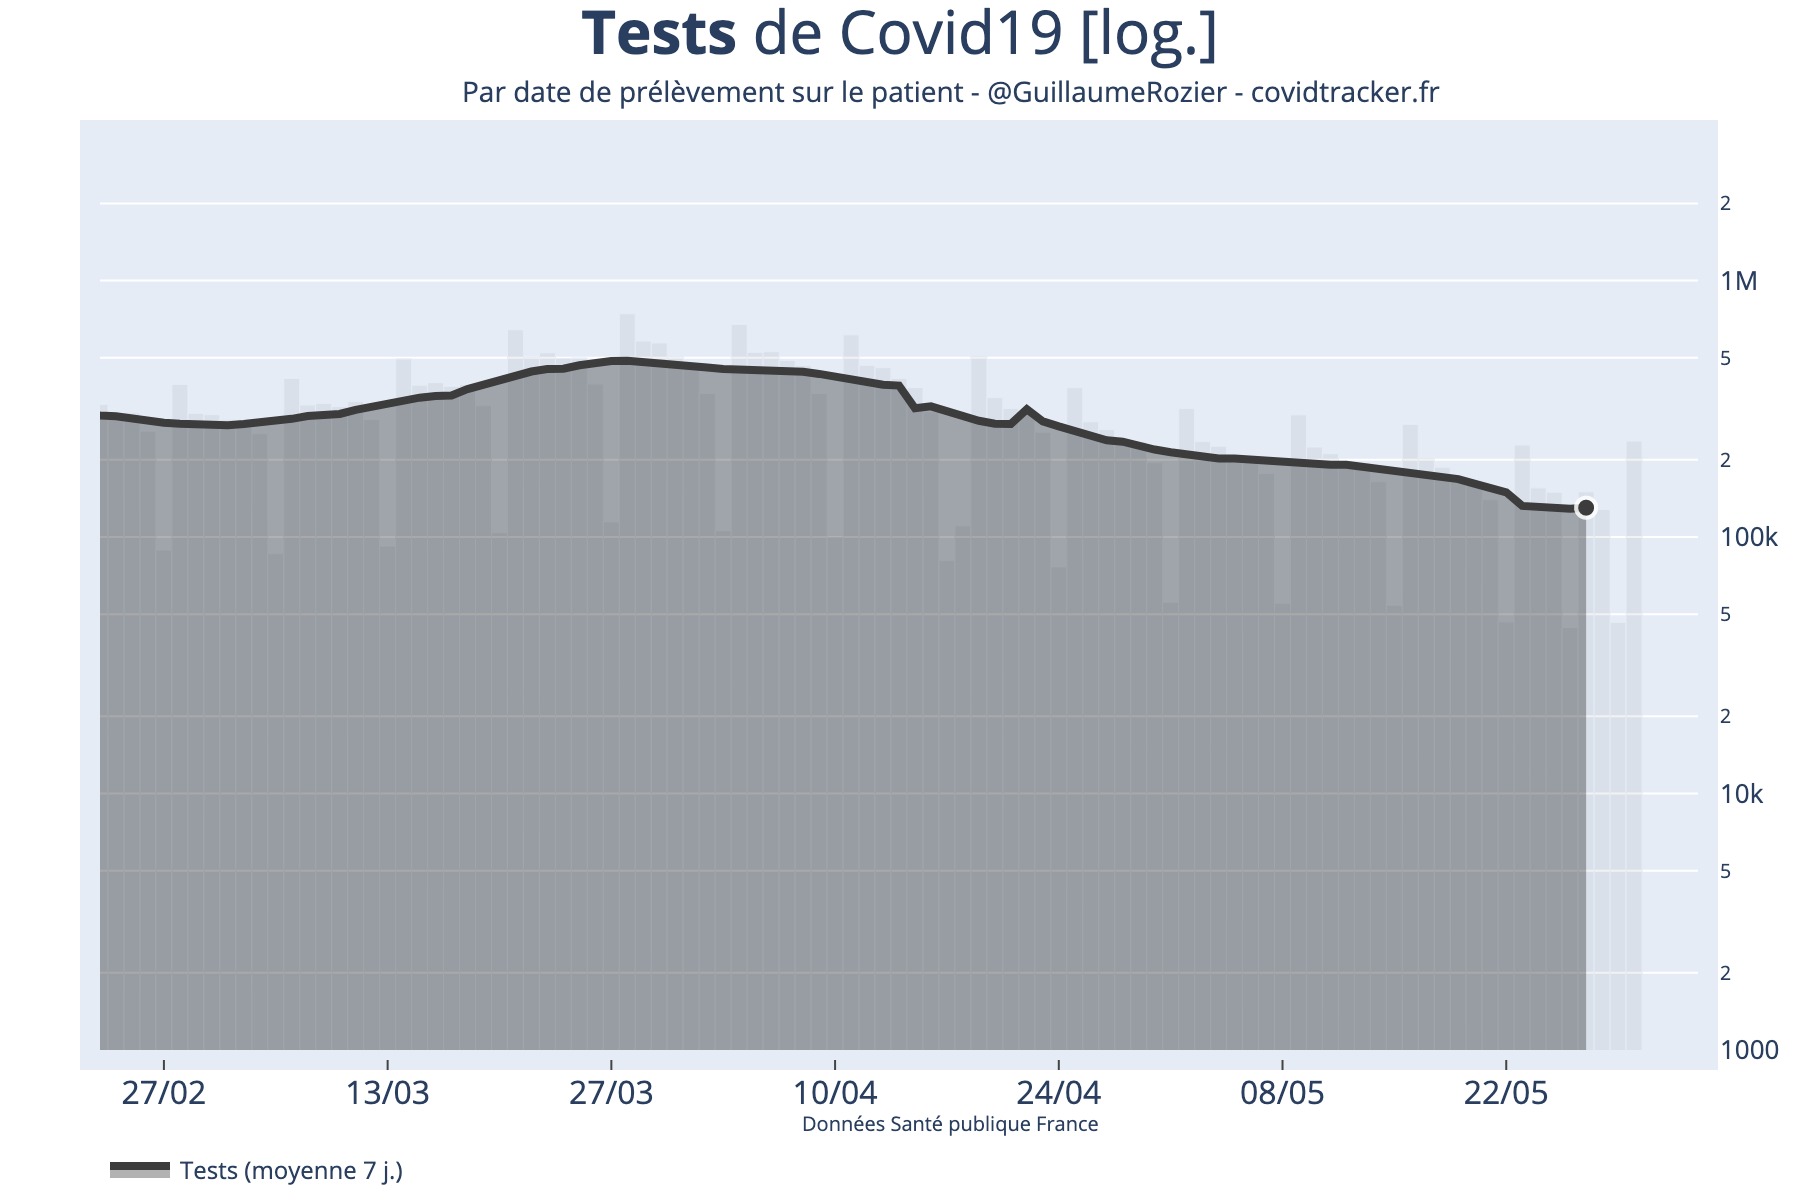 Tests de Covid19 [log.]
Par date de prélèvement sur le patient - @GuillaumeRozier - covidtracker.fr
2
1M
5
2
100k
5
2
10k
5
2
1000
27/02 13/03 27/03 10/04 24/04 08/05 22/05
Données Santé publique France
Tests (moyenne 7 j.)